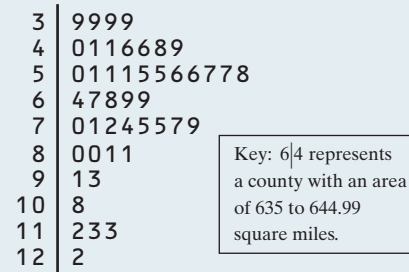 3 | 9999
4 | 0116689
5 | 01115566778
6 | 47899
7 | 01245579
8 | 0011
9 | 13
10 | 8
11 | 233
12 | 2
Key: 6|4 represents
a county with an area
of 635 to 644.99
square miles.